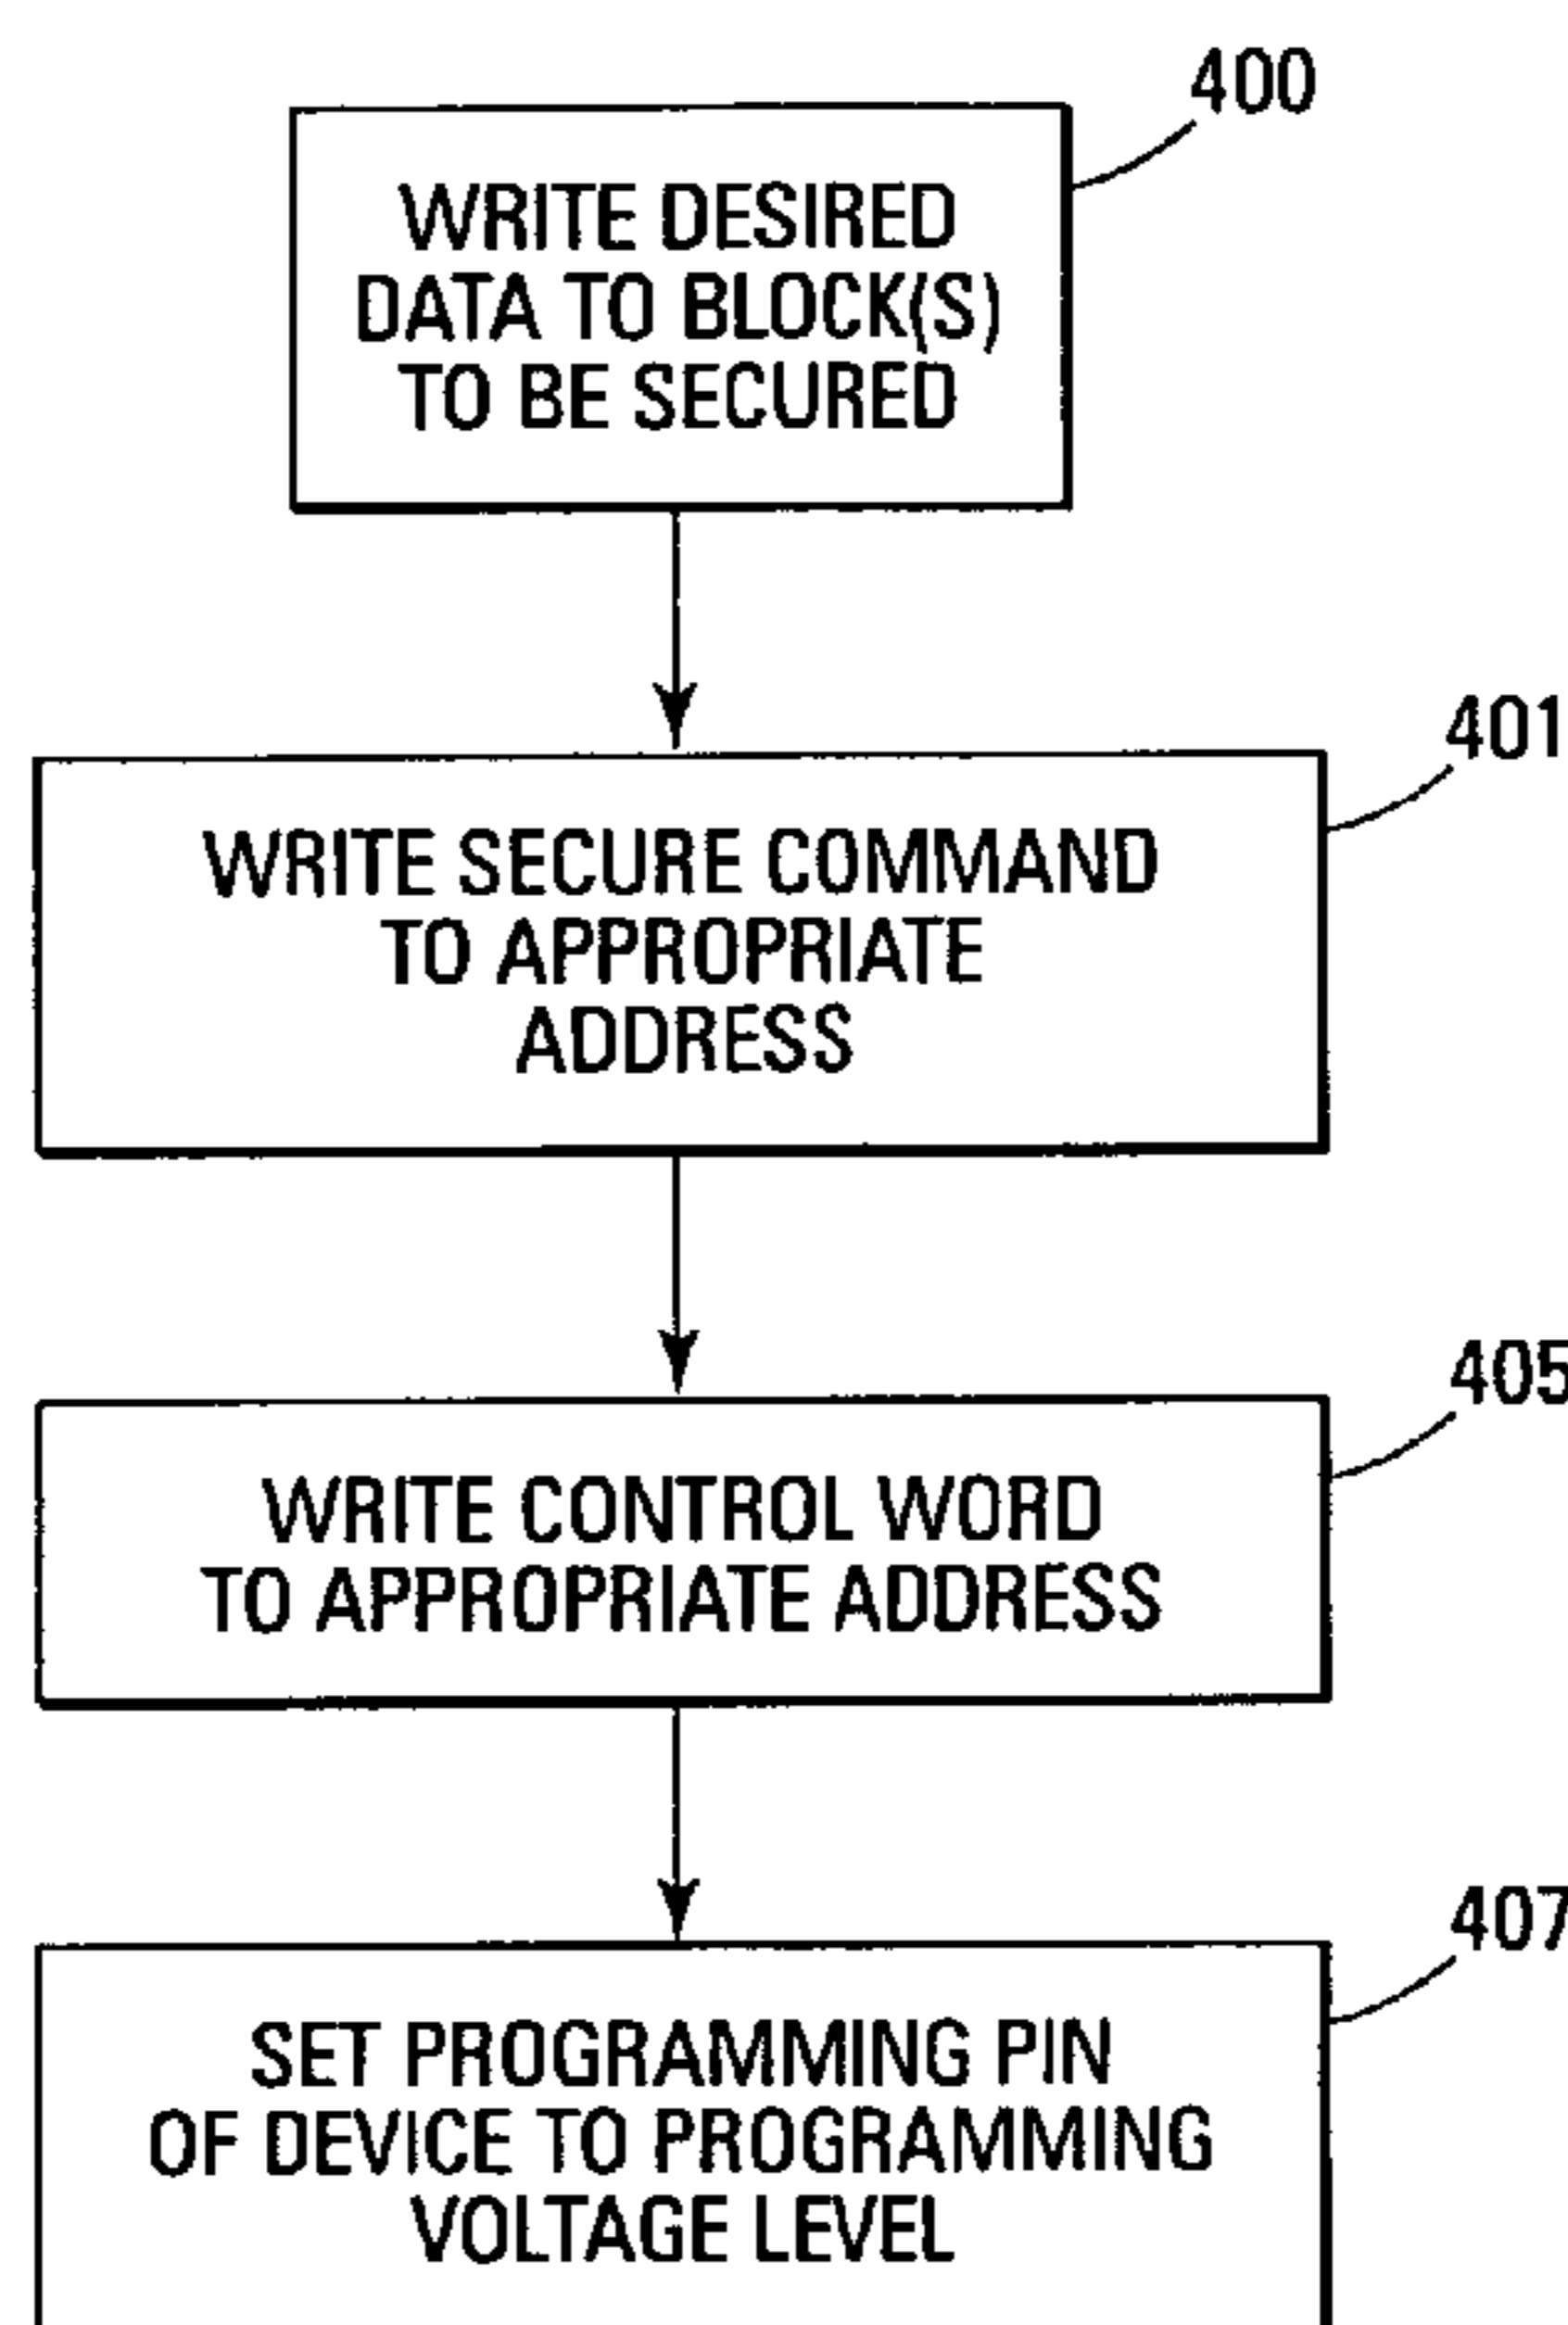 400
WRITE DESIRED
DATA TO BLOCK(S)
TO BE SECURED
401
WRITE SECURE COMMAND
TO APPROPRIATE
ADDRESS
405
WRITE CONTROL WORD
TO APPROPRIATE ADDRESS
407
SET PROGRAMMING PIN
OF DEVICE TO PROGRAMMING
VOLTAGE LEVEL